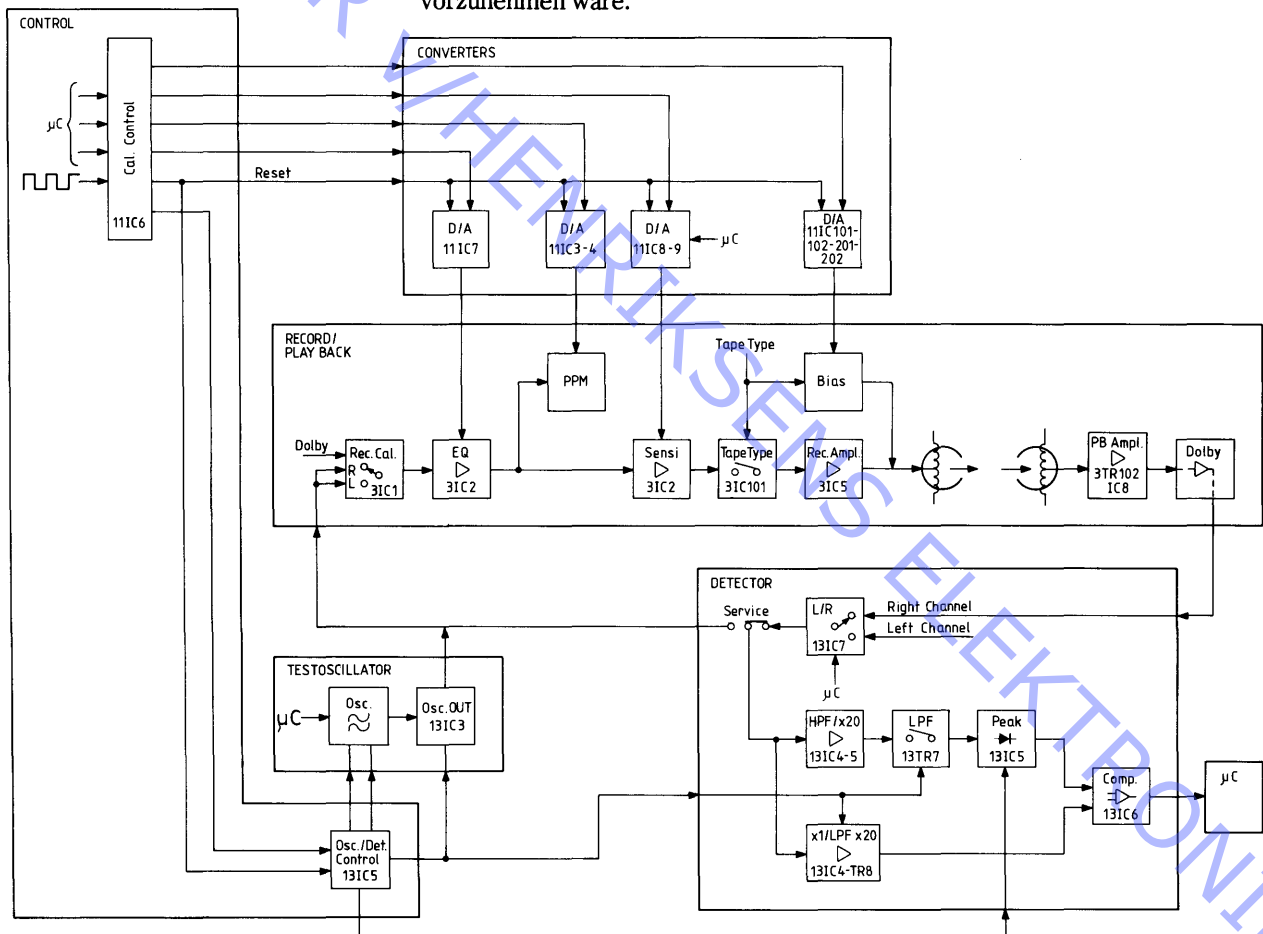 vorzunehmen wäre.
CONTROL
µC
Cal. Control
11IC6
Reset
CONVERTERS
D/A
11IC7
D/A
11IC3-4
D/A
11IC8-9
µC
D/A
11IC101-
102-201-
202
RECORD/
PLAY BACK
Tape Type
PPM
Bias
Dolby
Rec. Cal.
R
L
3IC1
EQ
3IC2
Sensi
3IC2
Tape Type
3IC101
Rec. Ampl.
3IC5
PB Ampl.
3TR102
IC8
Dolby
DETECTOR
Service
L/R
13IC7
Right Channel
Left Channel
µC
TESTOSCILLATOR
µC
Osc.
Osc. OUT
13IC3
HPF/x20
13IC4-5
LPF
13TR7
Peak
13IC5
Comp.
13IC6
µC
x1/LPF x20
13IC4-TR8
Osc./Det.
Control
13IC5
V/HENRIKSENS ELEKTRONI